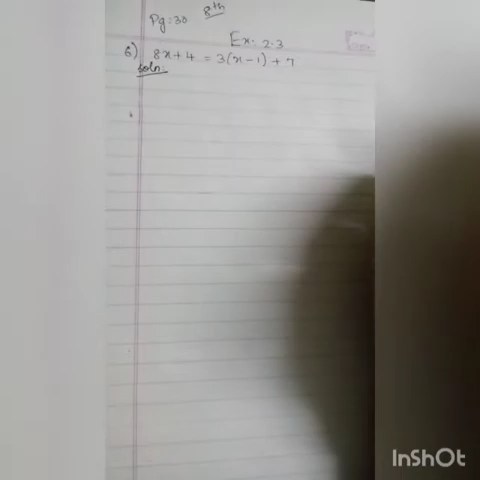 8th
Pg:30
Ex. 2.3
6) 8x+4 = 3(x-1)+7
Soln:
InShOt